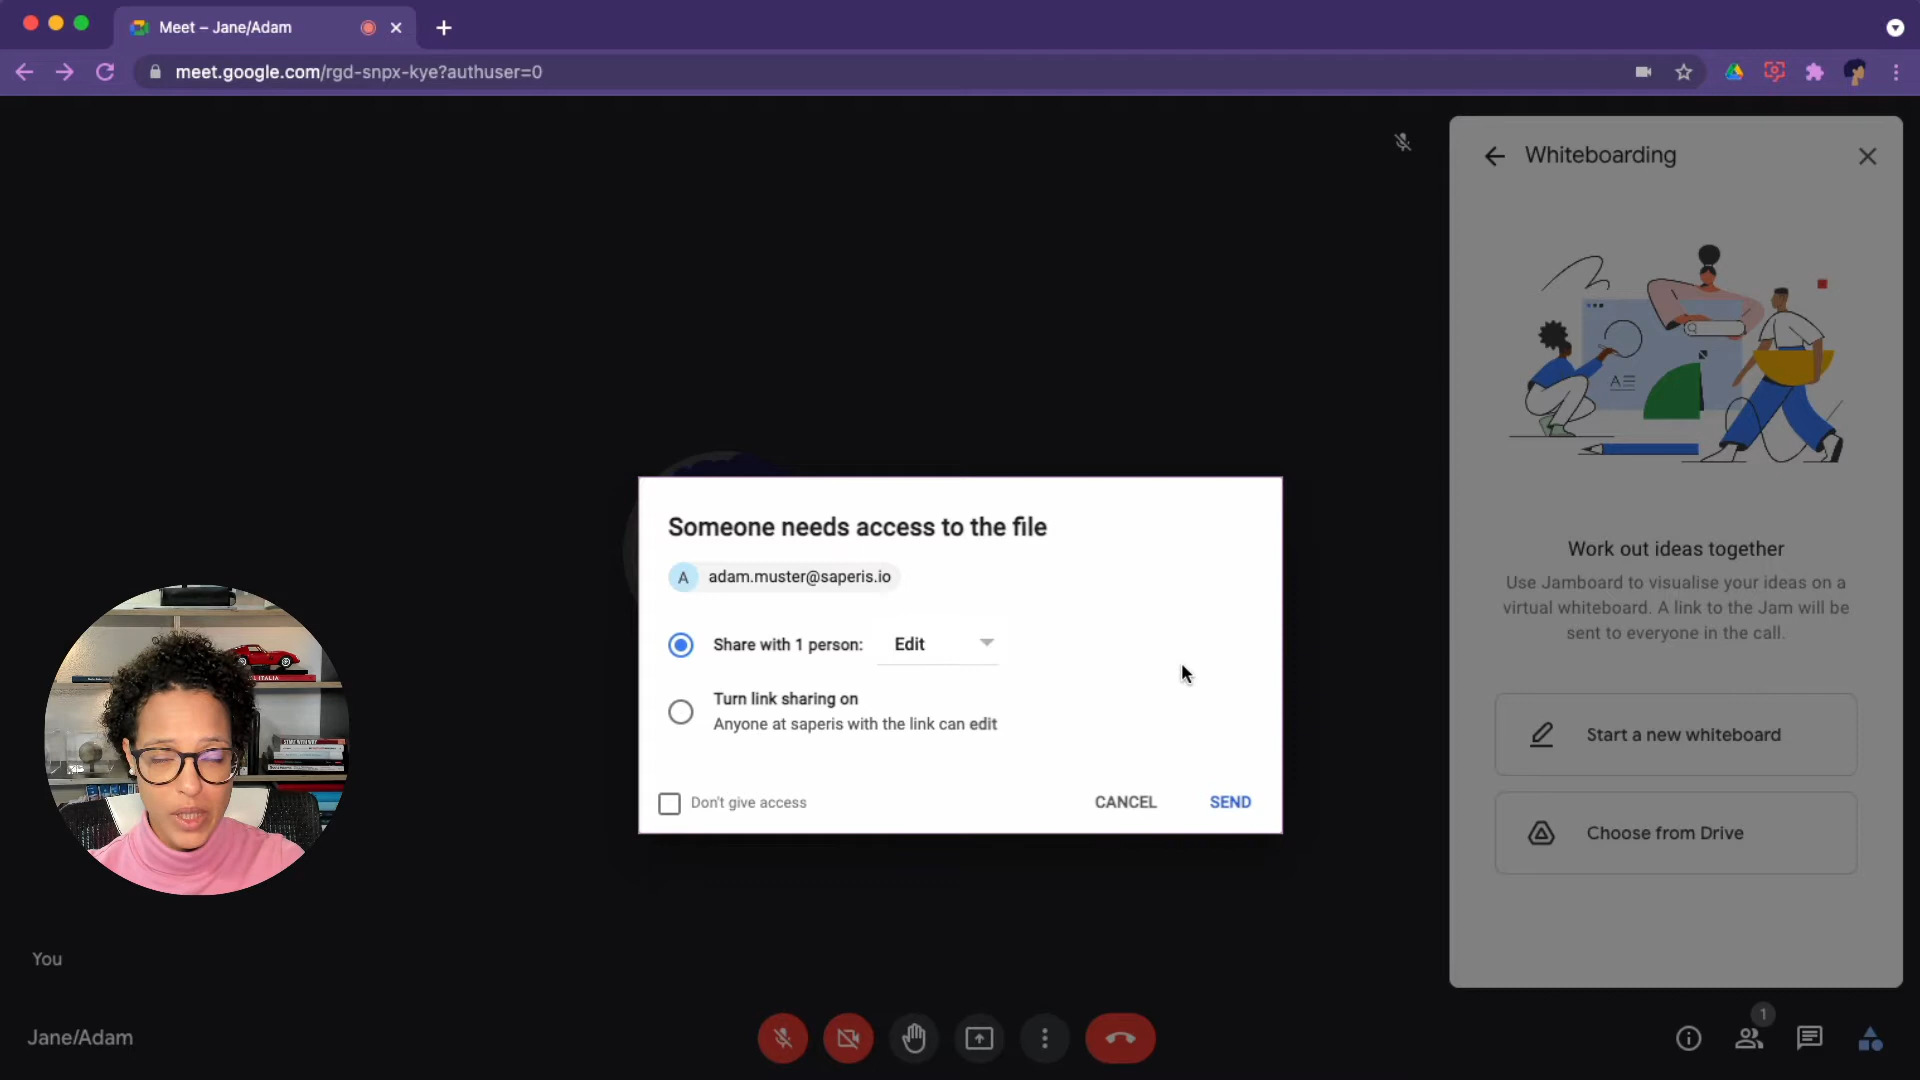 Meet – Jane/Adam
meet.google.com/rgd-snpx-kye?authuser=0
Whiteboarding
A
Work out ideas together
Use Jamboard to visualise your ideas on a
virtual whiteboard. A link to the Jam will be
sent to everyone in the call.
Start a new whiteboard
Choose from Drive
Someone needs access to the file
A adam.muster@saperis.io
Share with 1 person: Edit
Turn link sharing on
Anyone at saperis with the link can edit
Don't give access
CANCEL
SEND
ITALIA
You
Jane/Adam
1